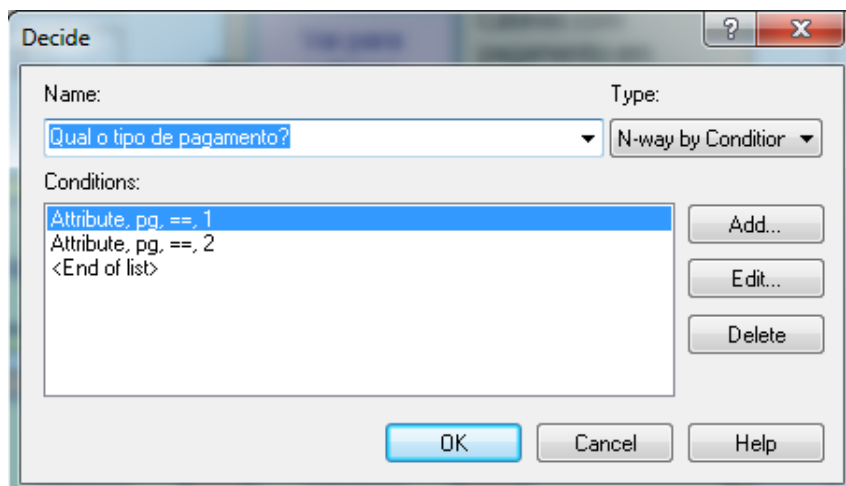 Decide
Name:
Type:
Qual o tipo de pagamento?
N-way by Condition
Conditions:
Attribute, pg, ==, 1
Add...
Attribute, pg, ==, 2
<End of list>
Edit...
Delete
OK
Cancel
Help